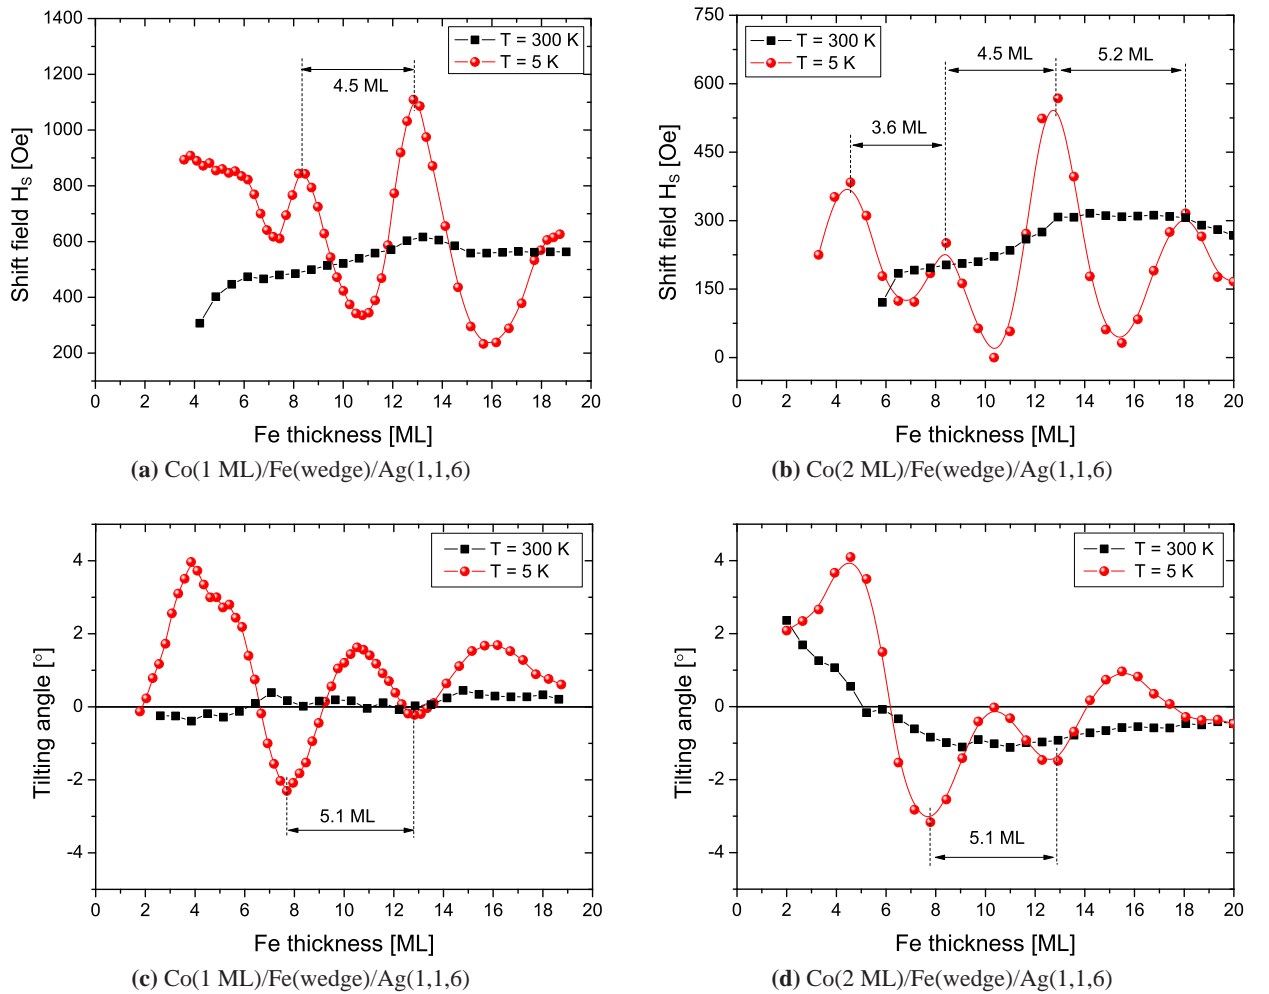 1400
1200
1000
800
600
400
200
0 2 4 6 8 10 12 14 16 18 20
Shift field H_S [Oe]
Fe thickness [ML]
T = 300 K
T = 5 K
4.5 ML
(a) Co(1 ML)/Fe(wedge)/Ag(1,1,6)
750
600
450
300
150
0
0 2 4 6 8 10 12 14 16 18 20
Shift field H_S [Oe]
Fe thickness [ML]
T = 300 K
T = 5 K
3.6 ML
4.5 ML
5.2 ML
(b) Co(2 ML)/Fe(wedge)/Ag(1,1,6)
4
2
0
-2
-4
0 2 4 6 8 10 12 14 16 18 20
Tilting angle [°]
Fe thickness [ML]
T = 300 K
T = 5 K
5.1 ML
(c) Co(1 ML)/Fe(wedge)/Ag(1,1,6)
4
2
0
-2
-4
0 2 4 6 8 10 12 14 16 18 20
Tilting angle [°]
Fe thickness [ML]
T = 300 K
T = 5 K
5.1 ML
(d) Co(2 ML)/Fe(wedge)/Ag(1,1,6)